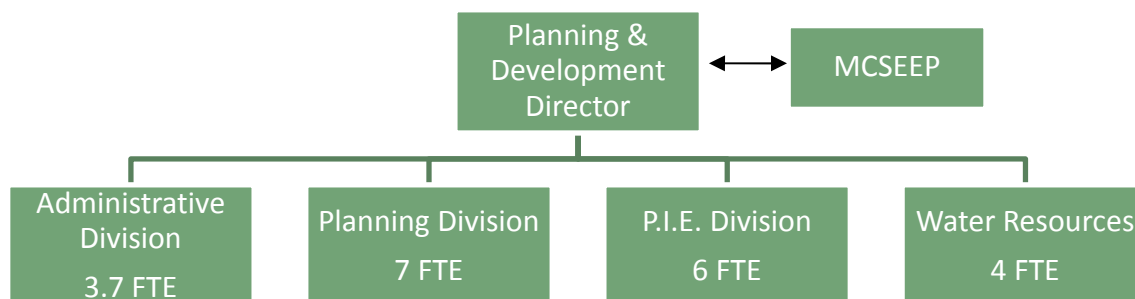 Planning &
Development
Director
MCSEEP
Administrative
Division
3.7 FTE
Planning Division
7 FTE
P.I.E. Division
6 FTE
Water Resources
4 FTE